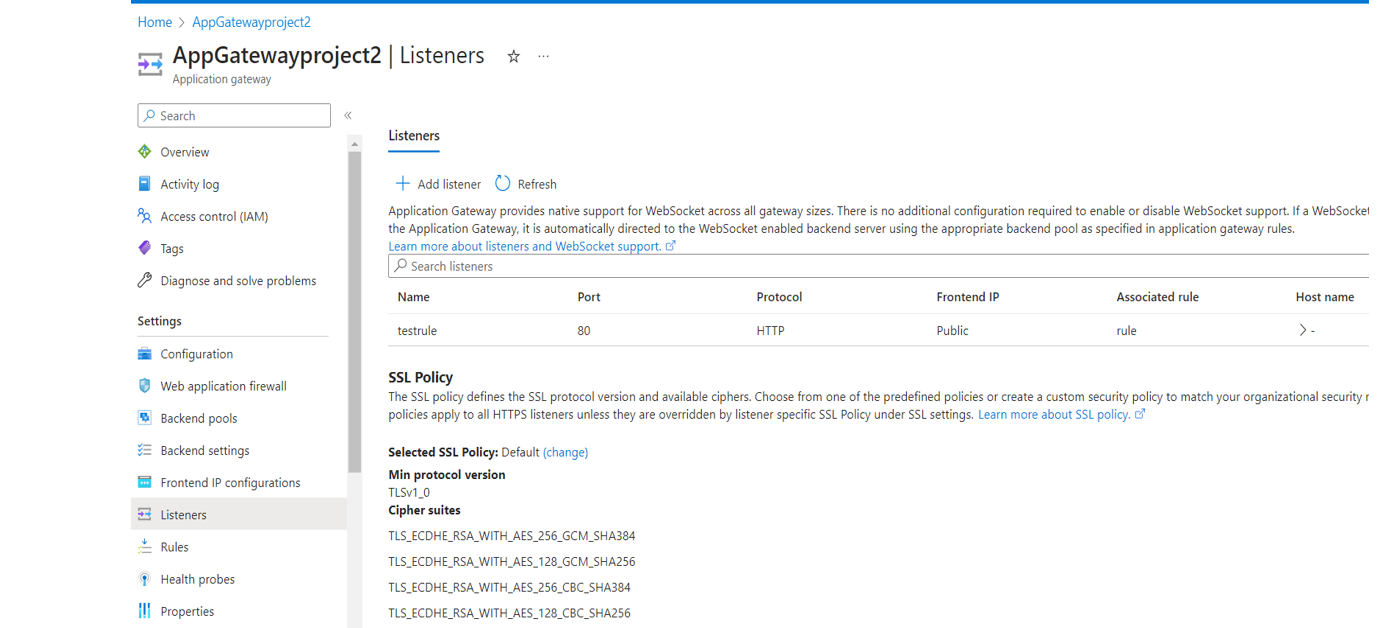 Home > AppGatewayproject2
AppGatewayproject2 | Listeners ☆ ···
Application gateway
Search «
Overview
Activity log
Access control (IAM)
Tags
Diagnose and solve problems
Settings
Configuration
Web application firewall
Backend pools
Backend settings
Frontend IP configurations
Listeners
Rules
Health probes
Properties
Listeners
+ Add listener Refresh
Application Gateway provides native support for WebSocket across all gateway sizes. There is no additional configuration required to enable or disable WebSocket support. If a WebSocket
the Application Gateway, it is automatically directed to the WebSocket enabled backend server using the appropriate backend pool as specified in application gateway rules.
Learn more about listeners and WebSocket support.
Search listeners
Name Port Protocol Frontend IP Associated rule Host name
testrule 80 HTTP Public rule > -
SSL Policy
The SSL policy defines the SSL protocol version and available ciphers. Choose from one of the predefined policies or create a custom security policy to match your organizational security
policies apply to all HTTPS listeners unless they are overridden by listener specific SSL Policy under SSL settings. Learn more about SSL policy.
Selected SSL Policy: Default (change)
Min protocol version
TLSv1_0
Cipher suites
TLS_ECDHE_RSA_WITH_AES_256_GCM_SHA384
TLS_ECDHE_RSA_WITH_AES_128_GCM_SHA256
TLS_ECDHE_RSA_WITH_AES_256_CBC_SHA384
TLS_ECDHE_RSA_WITH_AES_128_CBC_SHA256